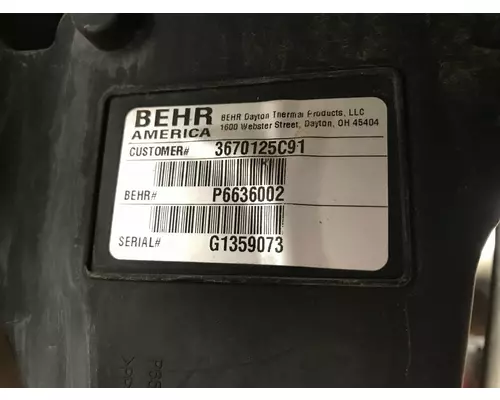 BEHR
AMERICA
BEHR Dayton Thermal Products, LLC
1600 Webster Street, Dayton, OH 45404
CUSTOMER# 3670125C91
BEHR# P6636002
SERIAL# G1359073